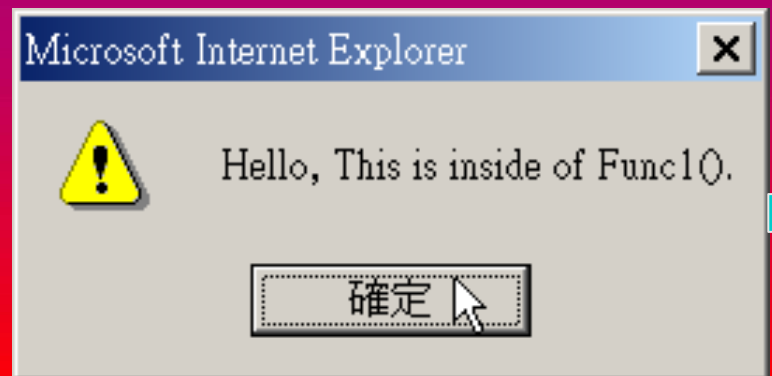 Microsoft Internet Explorer
Hello, This is inside of Func1().
確定